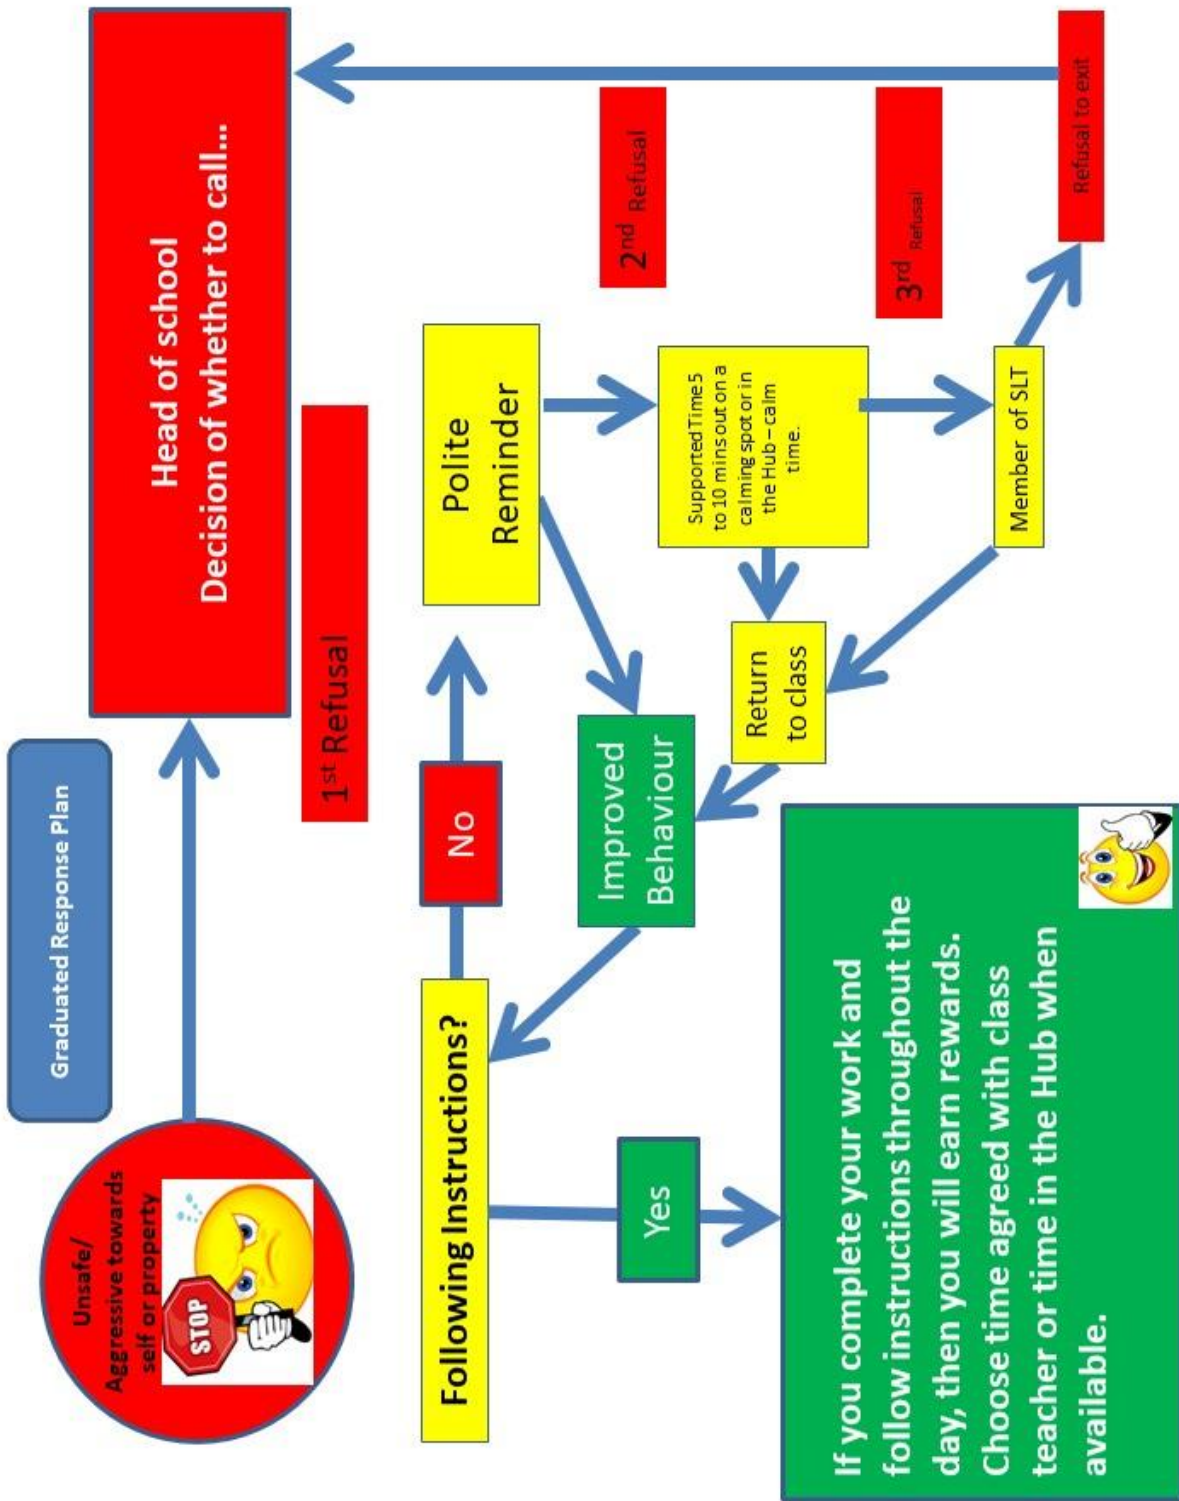 Graduated Response Plan
Unsafe/
Aggressive towards
self or property
STOP
Head of school
Decision of whether to call...
1st Refusal
Following Instructions?
No
Polite
Reminder
2nd Refusal
Yes
Improved
Behaviour
Supported Time 5
to 10 mins out on a
calming spot or in
the Hub – calm
time.
Return
to class
3rd Refusal
Member of SLT
Refusal to exit
If you complete your work and
follow instructions throughout the
day, then you will earn rewards.
Choose time agreed with class
teacher or time in the Hub when
available.